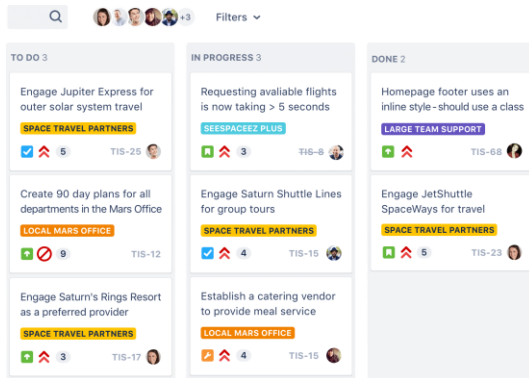 +3
Filters
TO DO 3
Engage Jupiter Express for
outer solar system travel
SPACE TRAVEL PARTNERS
5
TIS-25
Create 90 day plans for all
departments in the Mars Office
LOCAL MARS OFFICE
9
TIS-12
Engage Saturn's Rings Resort
as a preferred provider
SPACE TRAVEL PARTNERS
3
TIS-17
IN PROGRESS 3
Requesting avaliable flights
is now taking > 5 seconds
SEESPACEEZ PLUS
3
TIS-8
Engage Saturn Shuttle Lines
for group tours
SPACE TRAVEL PARTNERS
4
TIS-15
Establish a catering vendor
to provide meal service
LOCAL MARS OFFICE
4
TIS-15
DONE 2
Homepage footer uses an
inline style - should use a class
LARGE TEAM SUPPORT
TIS-68
Engage JetShuttle
SpaceWays for travel
SPACE TRAVEL PARTNERS
5
TIS-23